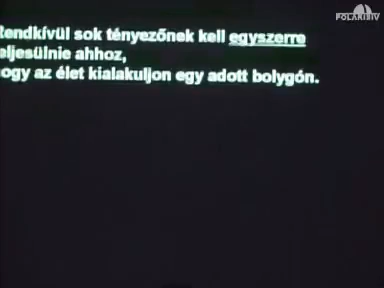 POLARISTV
Rendkívül sok tényezőnek kell egyszerre
eljesülnie ahhoz,
ogy az élet kialakuljon egy adott bolygón.